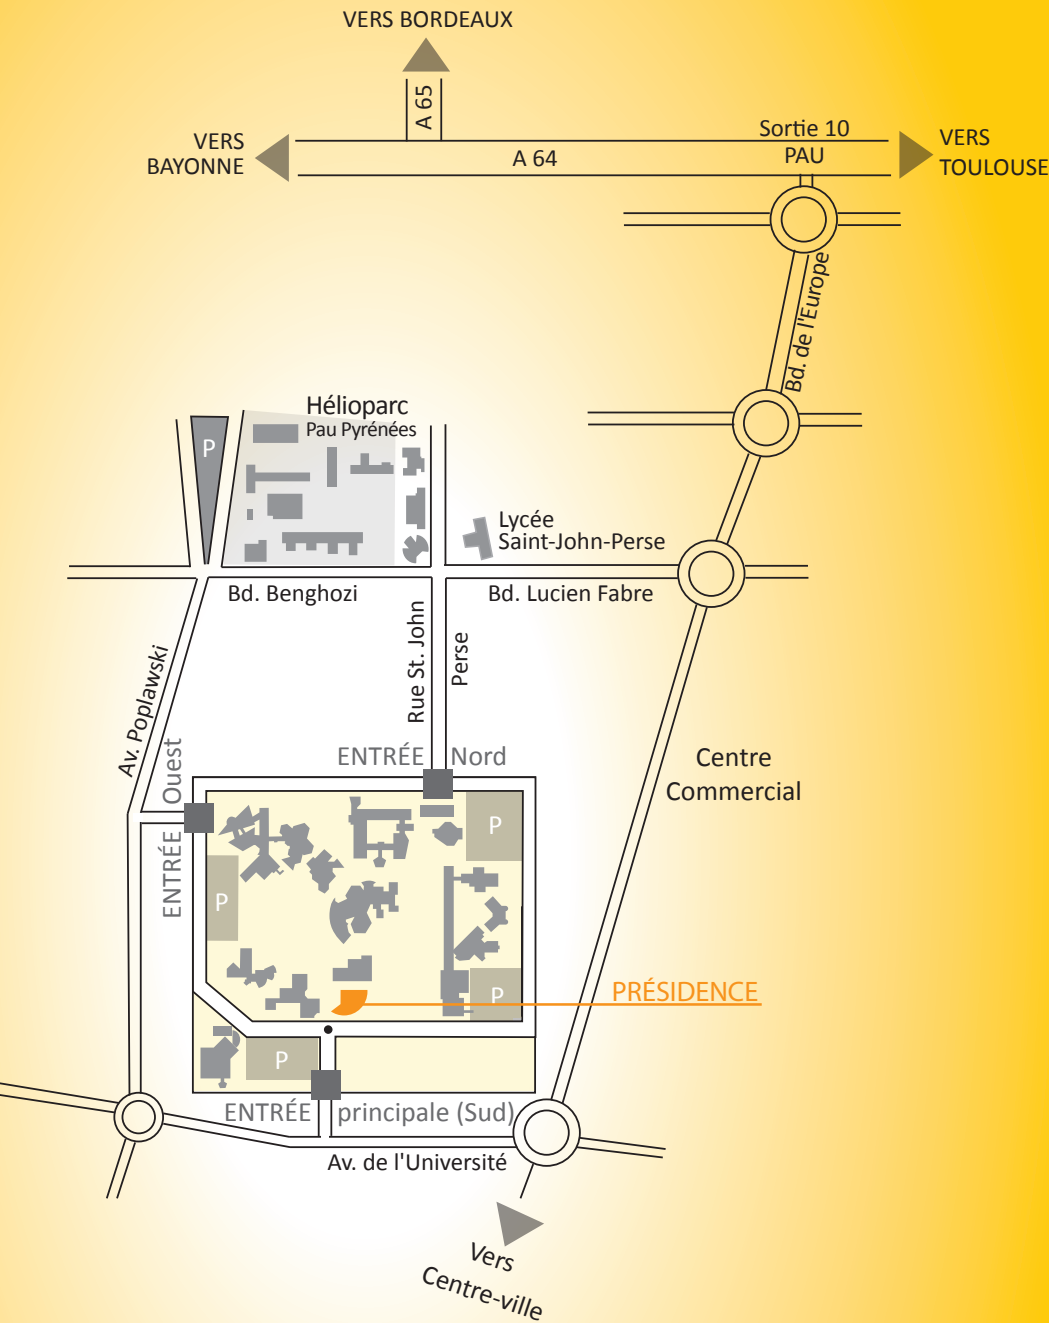 VERS BORDEAUX
A 65
VERS
BAYONNE
A 64
Sortie 10
PAU
VERS
TOULOUSE
Bd. de l'Europe
Hélioparc
Pau Pyrénées
P
Lycée
Saint-John-Perse
Bd. Benghozi
Bd. Lucien Fabre
Rue St. John
Perse
Av. Poplawski
ENTRÉE Nord
ENTRÉE Ouest
Centre
Commercial
P
P
P
PRÉSIDENCE
P
ENTRÉE principale (Sud)
Av. de l'Université
Vers
Centre-ville